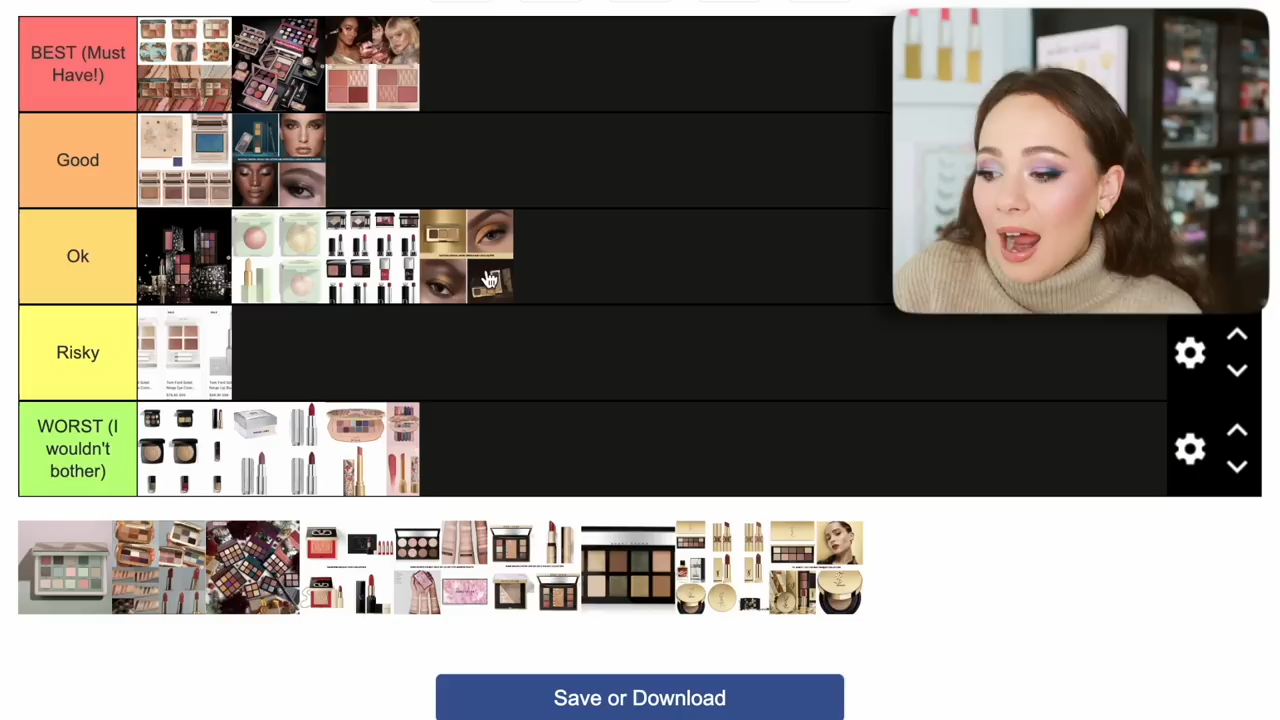 BEST (Must
Have!)
Good
Ok
Risky
WORST (I
wouldn't
bother)
Save or Download